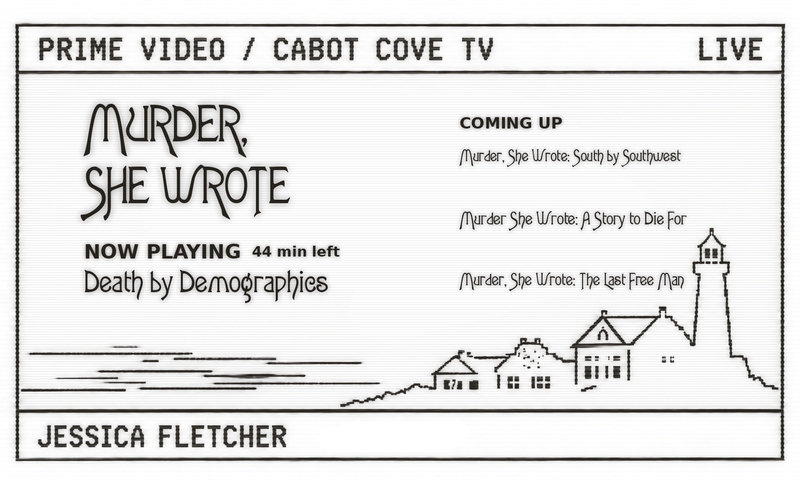 PRIME VIDEO / CABOT COVE TV LIVE
MURDER,
SHE WROTE
NOW PLAYING 44 min left
Death by Demographics
COMING UP
Murder, She Wrote: South by Southwest
Murder She Wrote: A Story to Die For
Murder, She Wrote: The Last Free Man
JESSICA FLETCHER